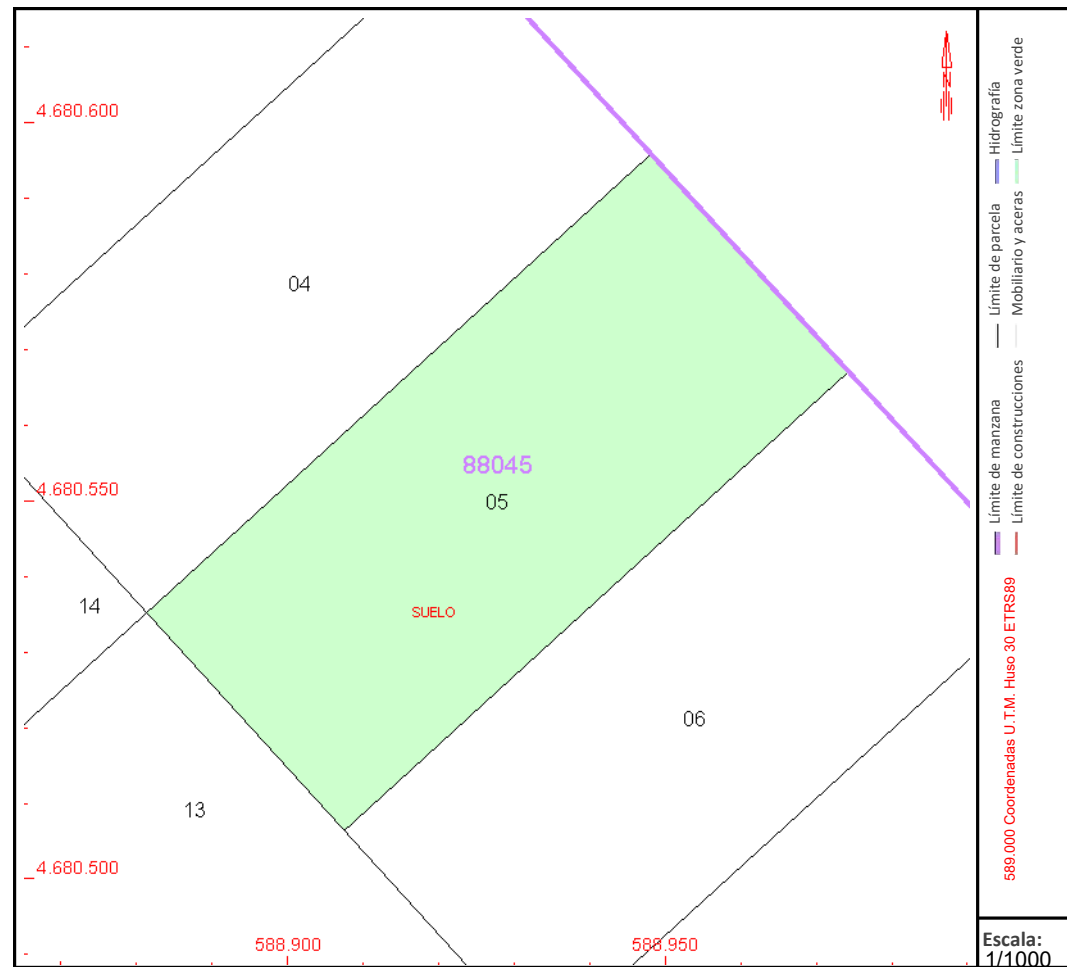 4.680.600
04
88045
4.680.550
05
14
SUELO
06
13
4.680.500
588.900
588.950
N
Límite de manzana
Límite de parcela
Hidrografía
Límite de construcciones
Mobiliario y aceras
Límite zona verde
589.000 Coordenadas U.T.M. Huso 30 ETRS89
Escala:
1/1000